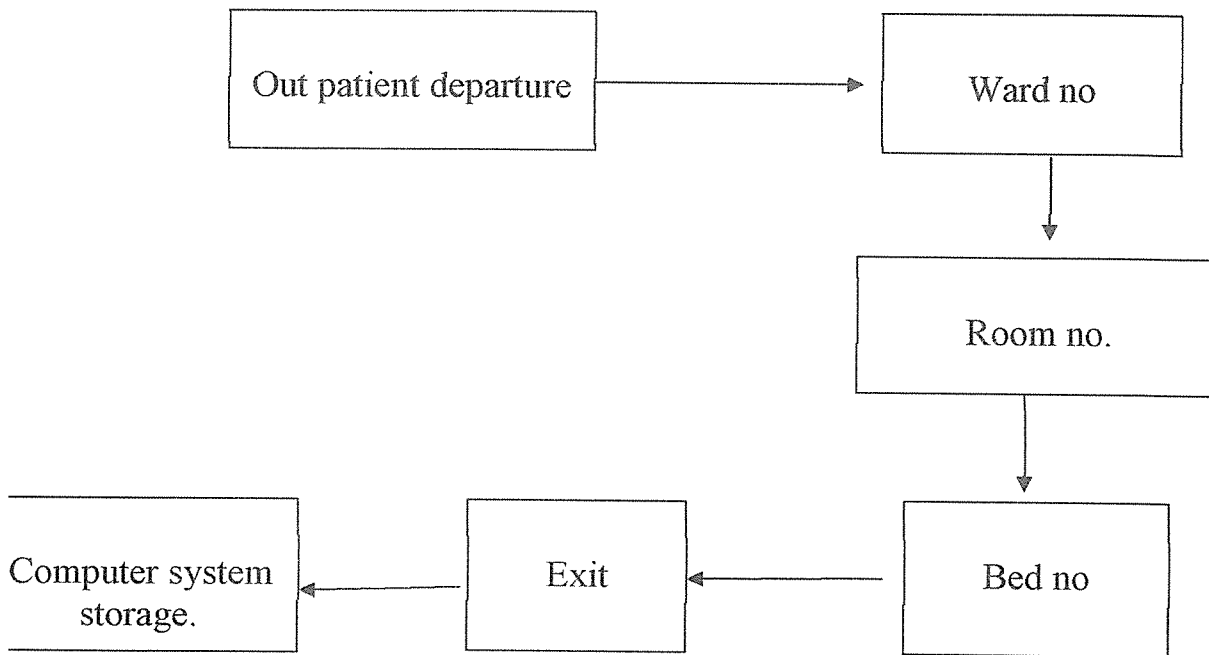 Out patient departure
Ward no
Room no.
Bed no
Exit
Computer system
storage.